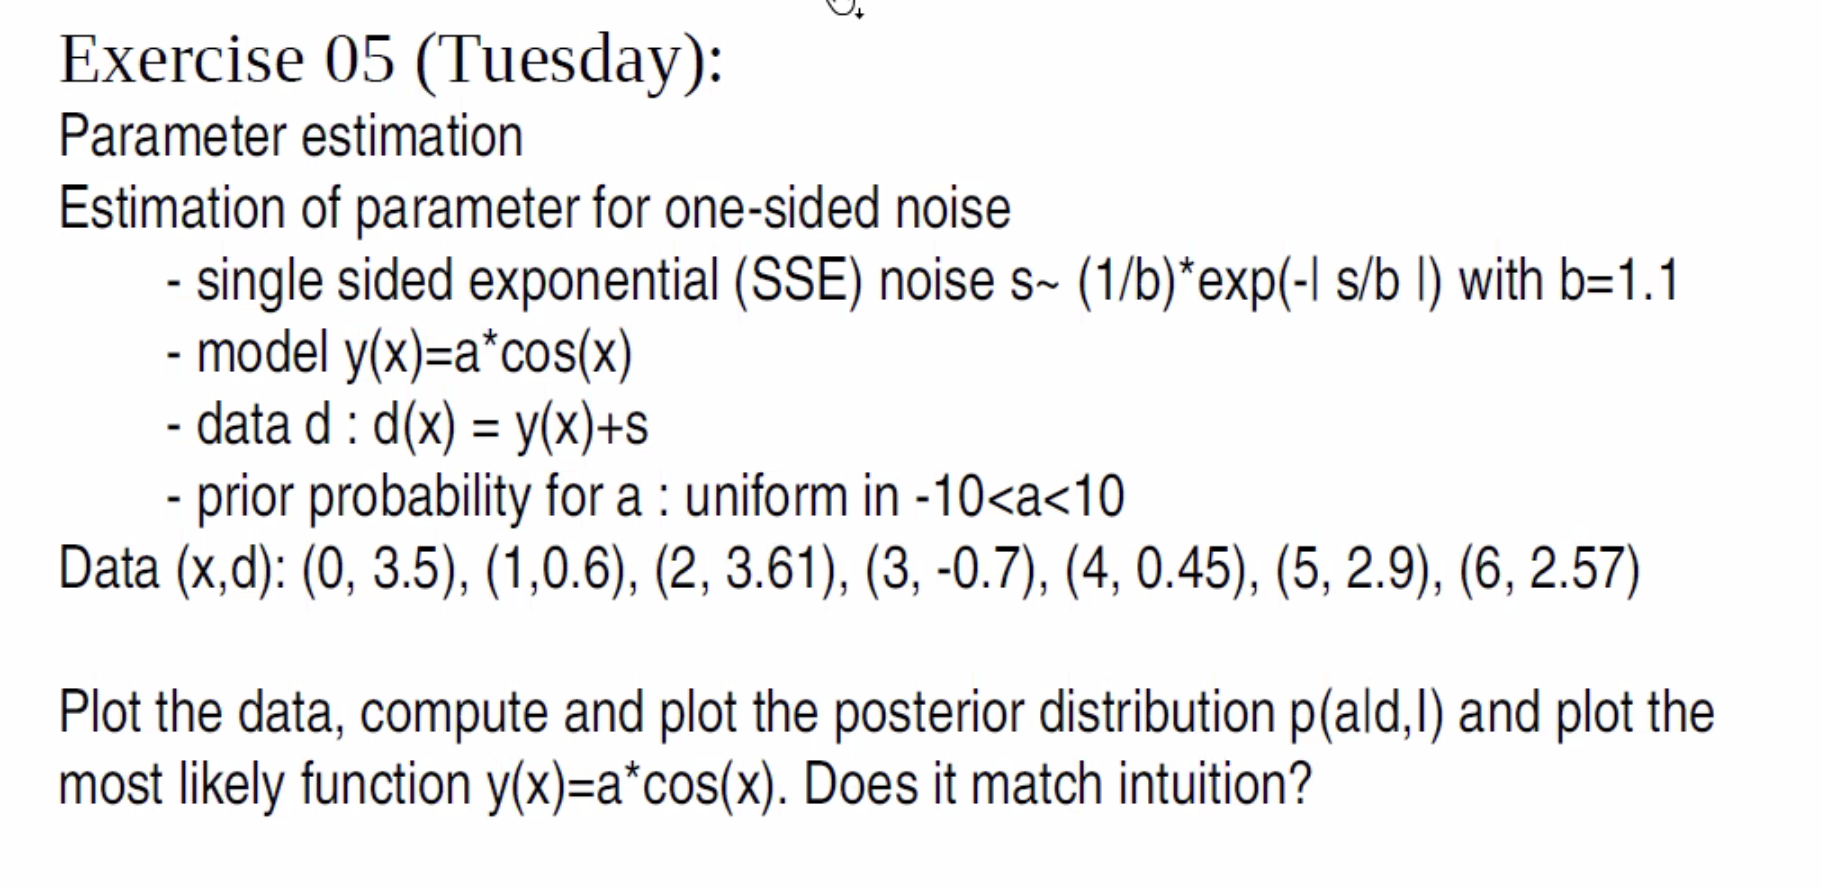 Exercise 05 (Tuesday):
Parameter estimation
Estimation of parameter for one-sided noise
- single sided exponential (SSE) noise s~ (1/b)*exp(-| s/b |) with b=1.1
- model y(x)=a*cos(x)
- data d : d(x) = y(x)+s
- prior probability for a : uniform in -10<a<10
Data (x,d): (0, 3.5), (1,0.6), (2, 3.61), (3, -0.7), (4, 0.45), (5, 2.9), (6, 2.57)
Plot the data, compute and plot the posterior distribution p(a|d,I) and plot the
most likely function y(x)=a*cos(x). Does it match intuition?